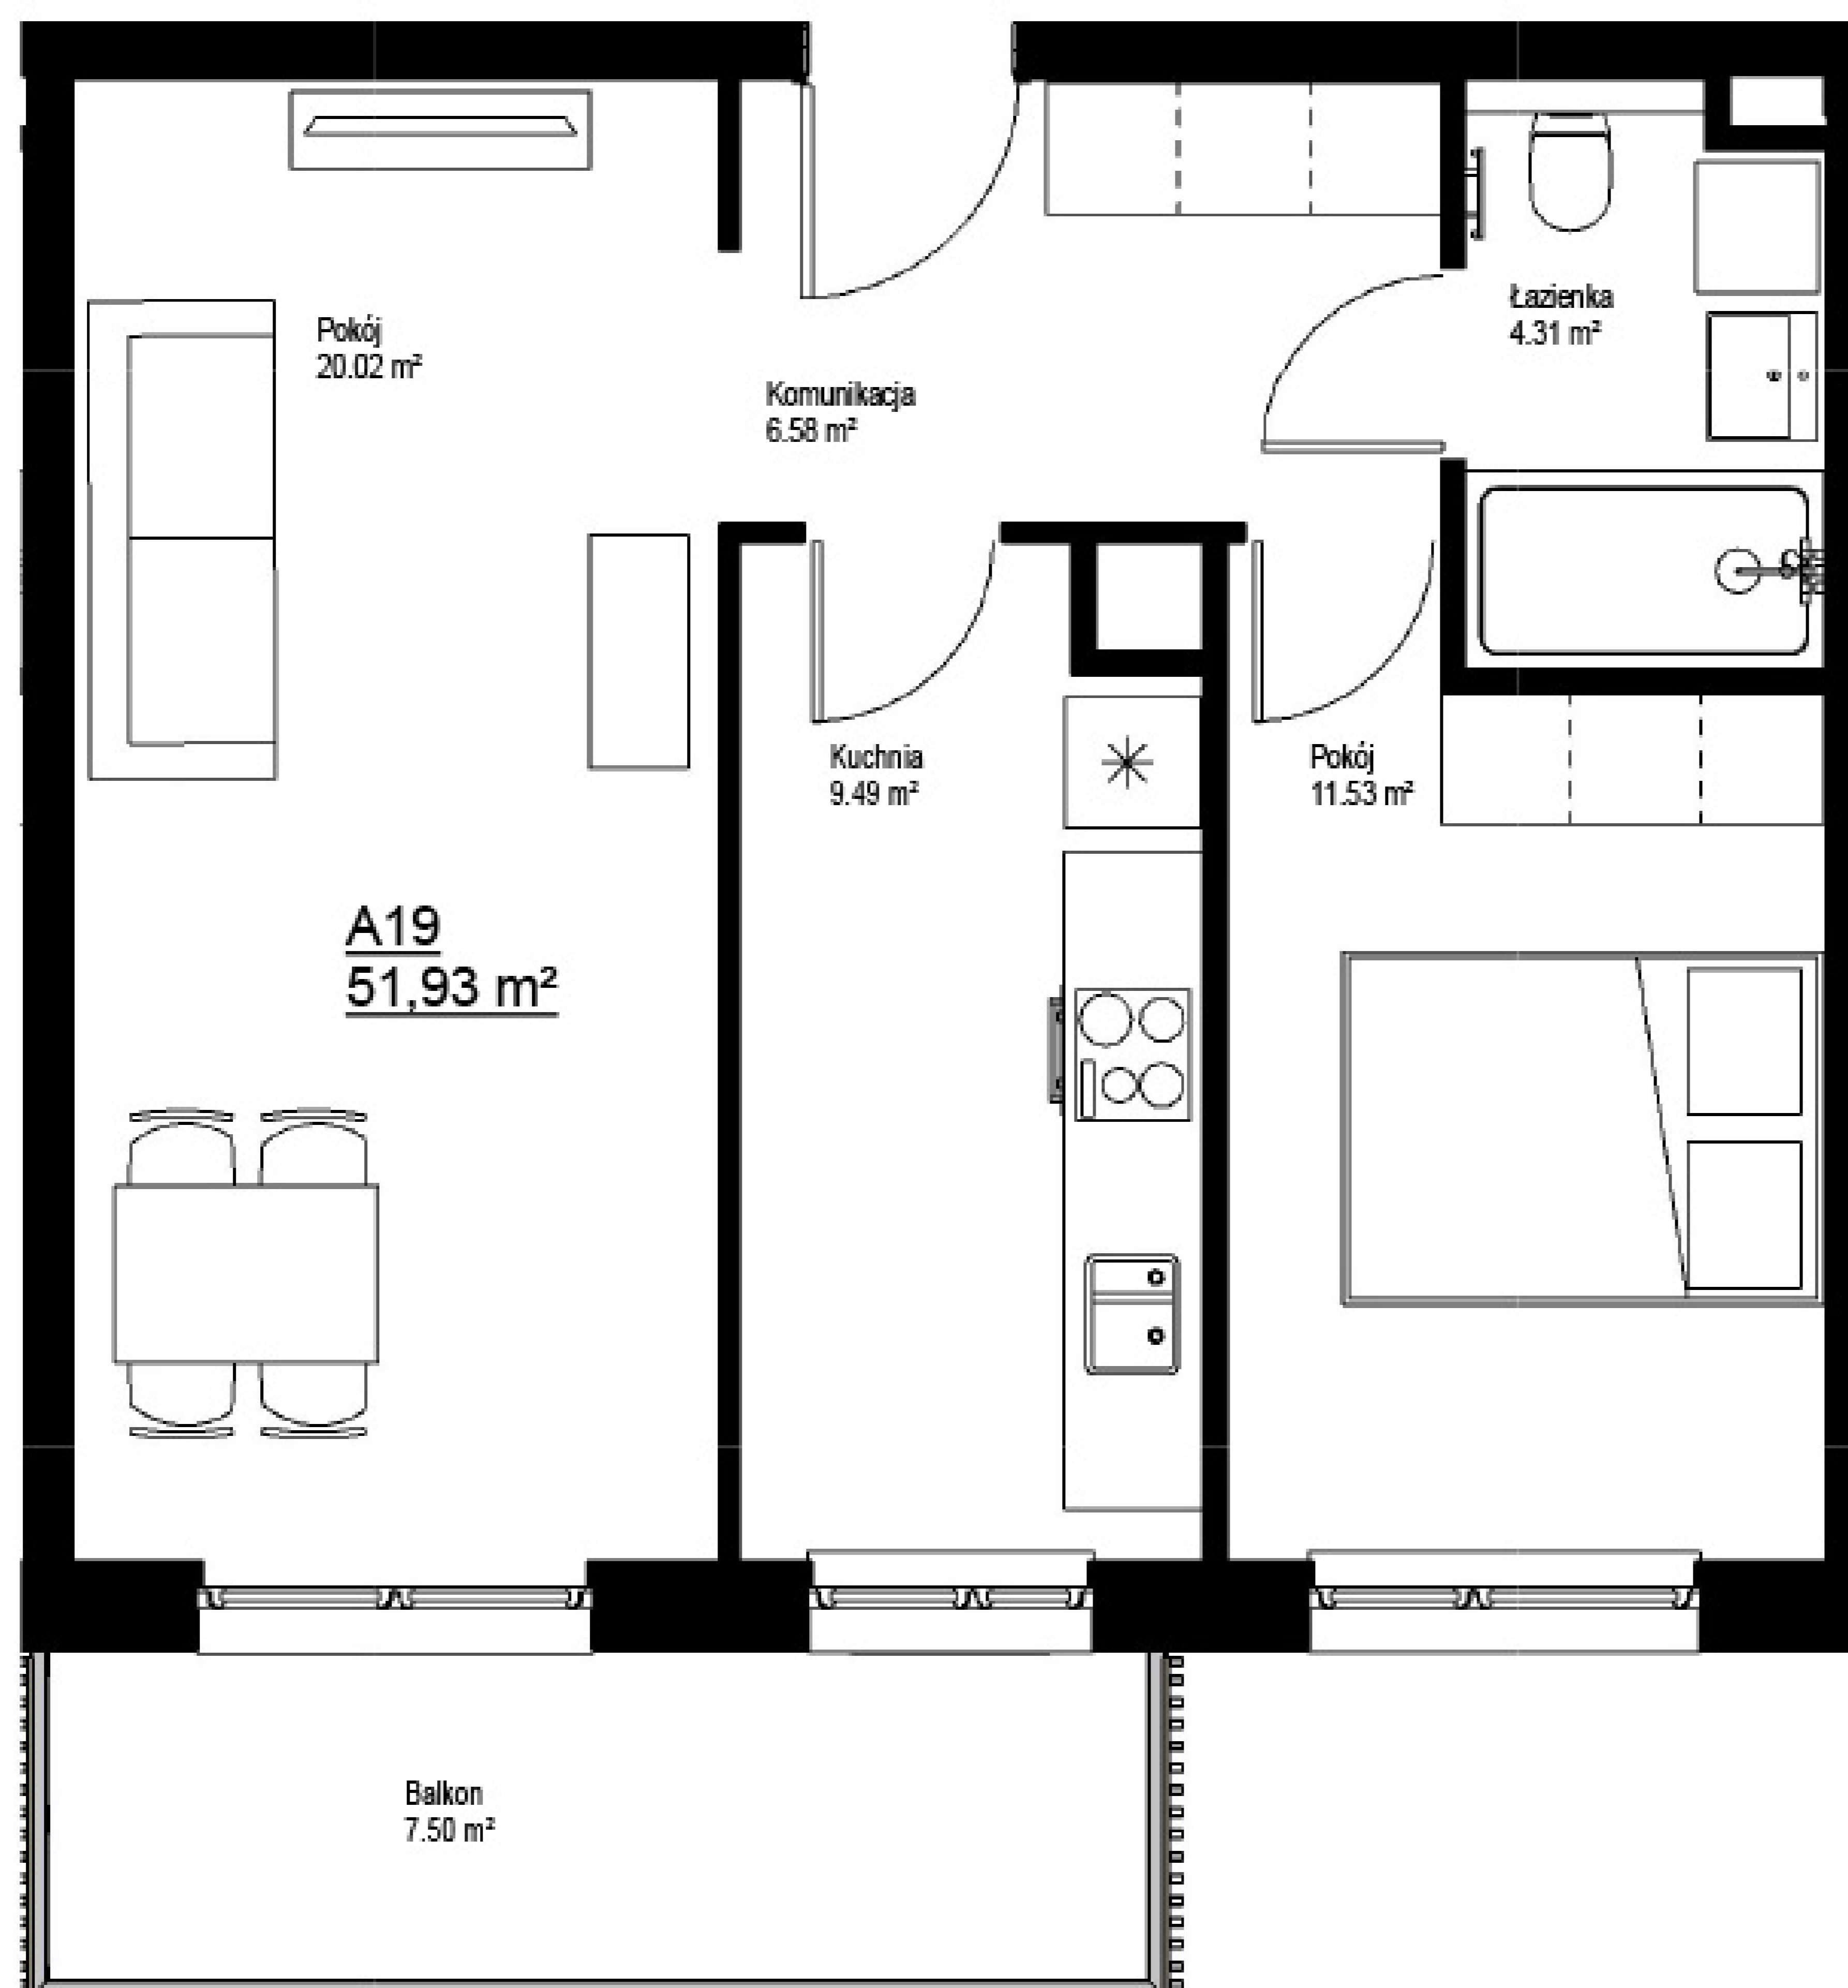 Pokój
20.02 m²
Komunikacja
6.58 m²
Łazienka
4.31 m²
Kuchnia
9.49 m²
Pokój
11.53 m²
A19
51,93 m²
Balkon
7.50 m²